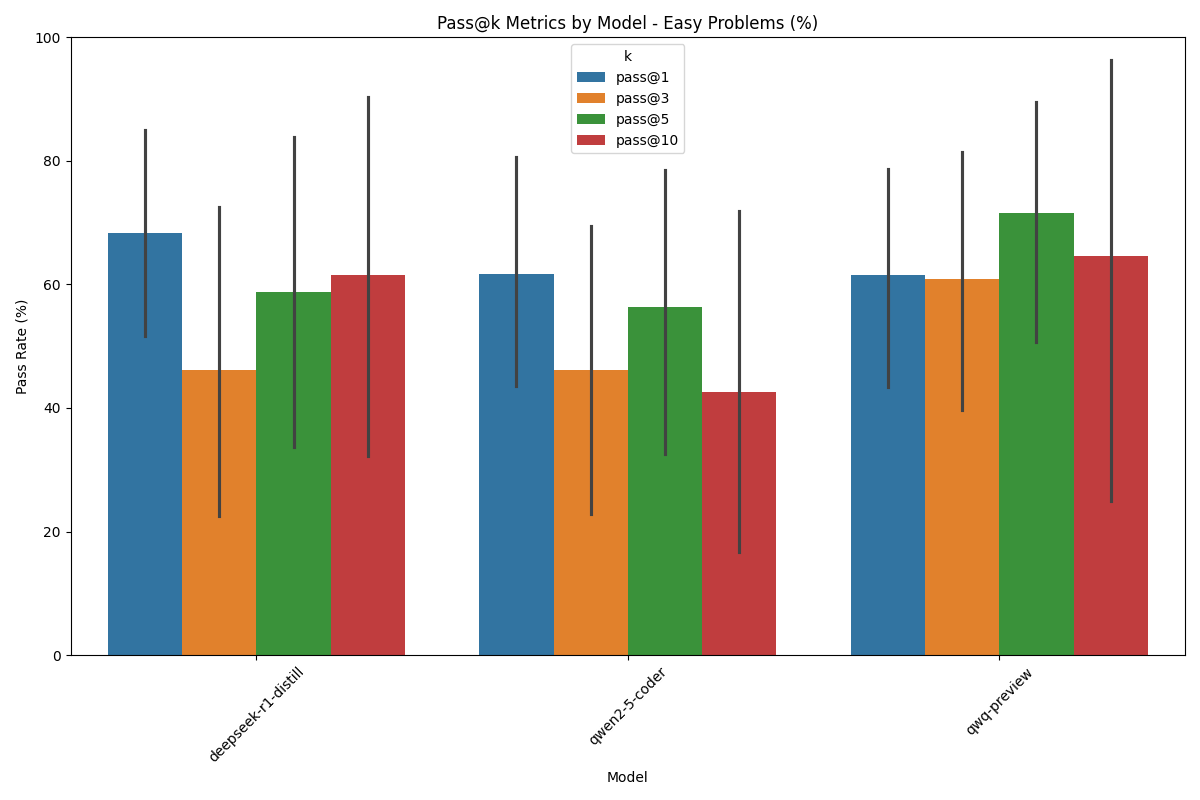 Pass@k Metrics by Model - Easy Problems (%)
k
pass@1
pass@3
pass@5
pass@10
Pass Rate (%)
100
80
60
40
20
0
deepseek-r1-distill
qwen2-5-coder
qwq-preview
Model